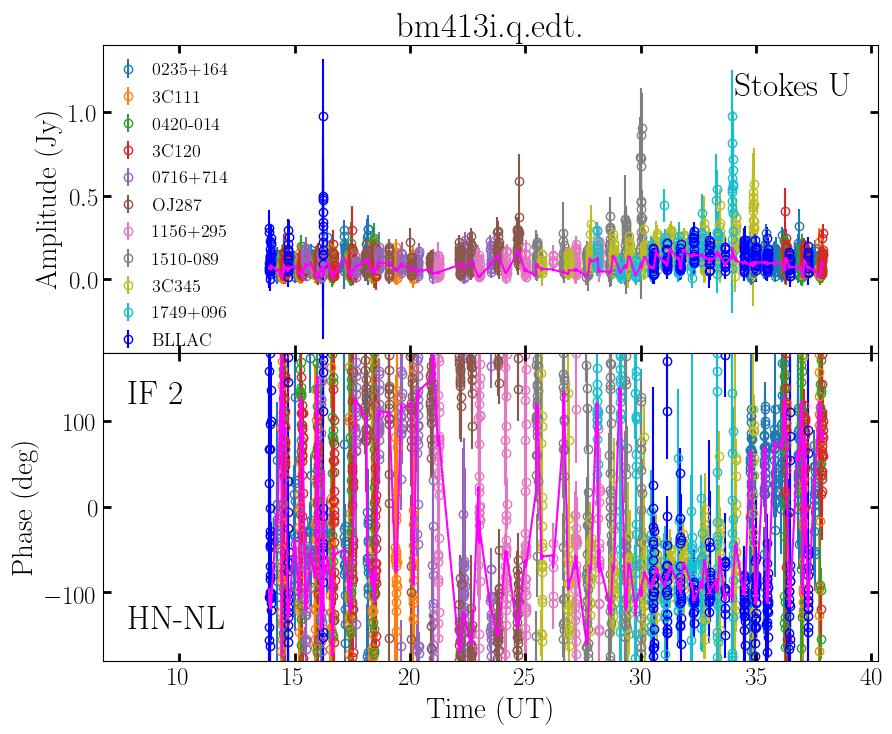 bm413i.q.edt.
Stokes U
0235+164
3C111
0420-014
3C120
0716+714
OJ287
1156+295
1510-089
3C345
1749+096
BLLAC
Amplitude (Jy)
1.0
0.5
0.0
IF 2
HN-NL
Phase (deg)
100
0
−100
10 15 20 25 30 35 40
Time (UT)